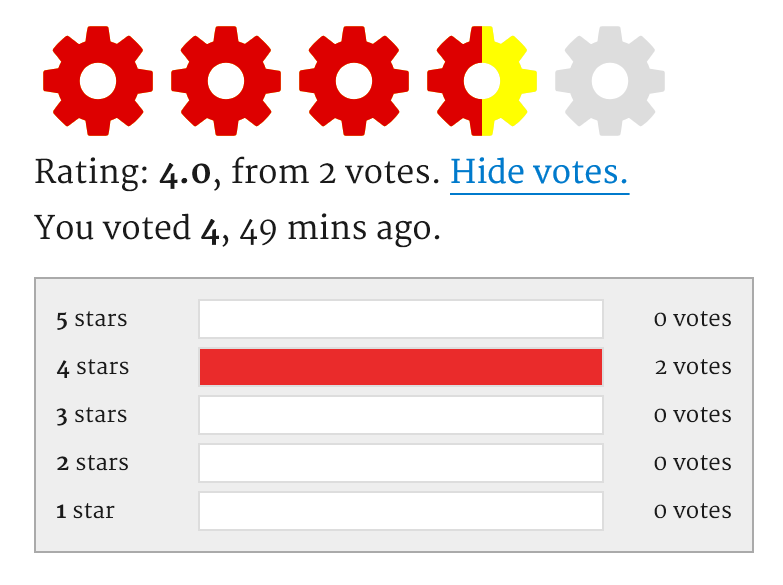 Rating: 4.0, from 2 votes. Hide votes.
You voted 4, 49 mins ago.
5 stars 0 votes
4 stars 2 votes
3 stars 0 votes
2 stars 0 votes
1 star 0 votes